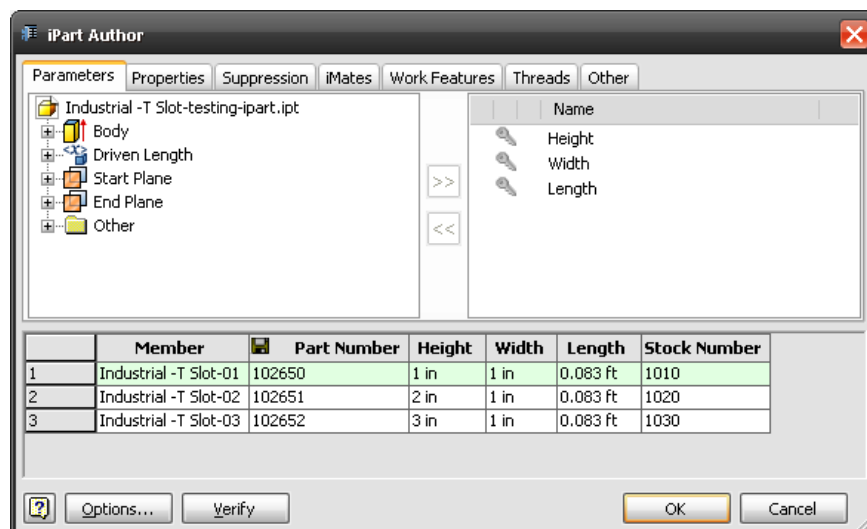 iPart Author
Parameters Properties Suppression iMates Work Features Threads Other
Industrial -T Slot-testing-ipart.ipt
Body
Driven Length
Start Plane
End Plane
Other
>>
<<
Name
Height
Width
Length
Member Part Number Height Width Length Stock Number
1 Industrial -T Slot-01 102650 1 in 1 in 0.083 ft 1010
2 Industrial -T Slot-02 102651 2 in 1 in 0.083 ft 1020
3 Industrial -T Slot-03 102652 3 in 1 in 0.083 ft 1030
? Options... Verify OK Cancel